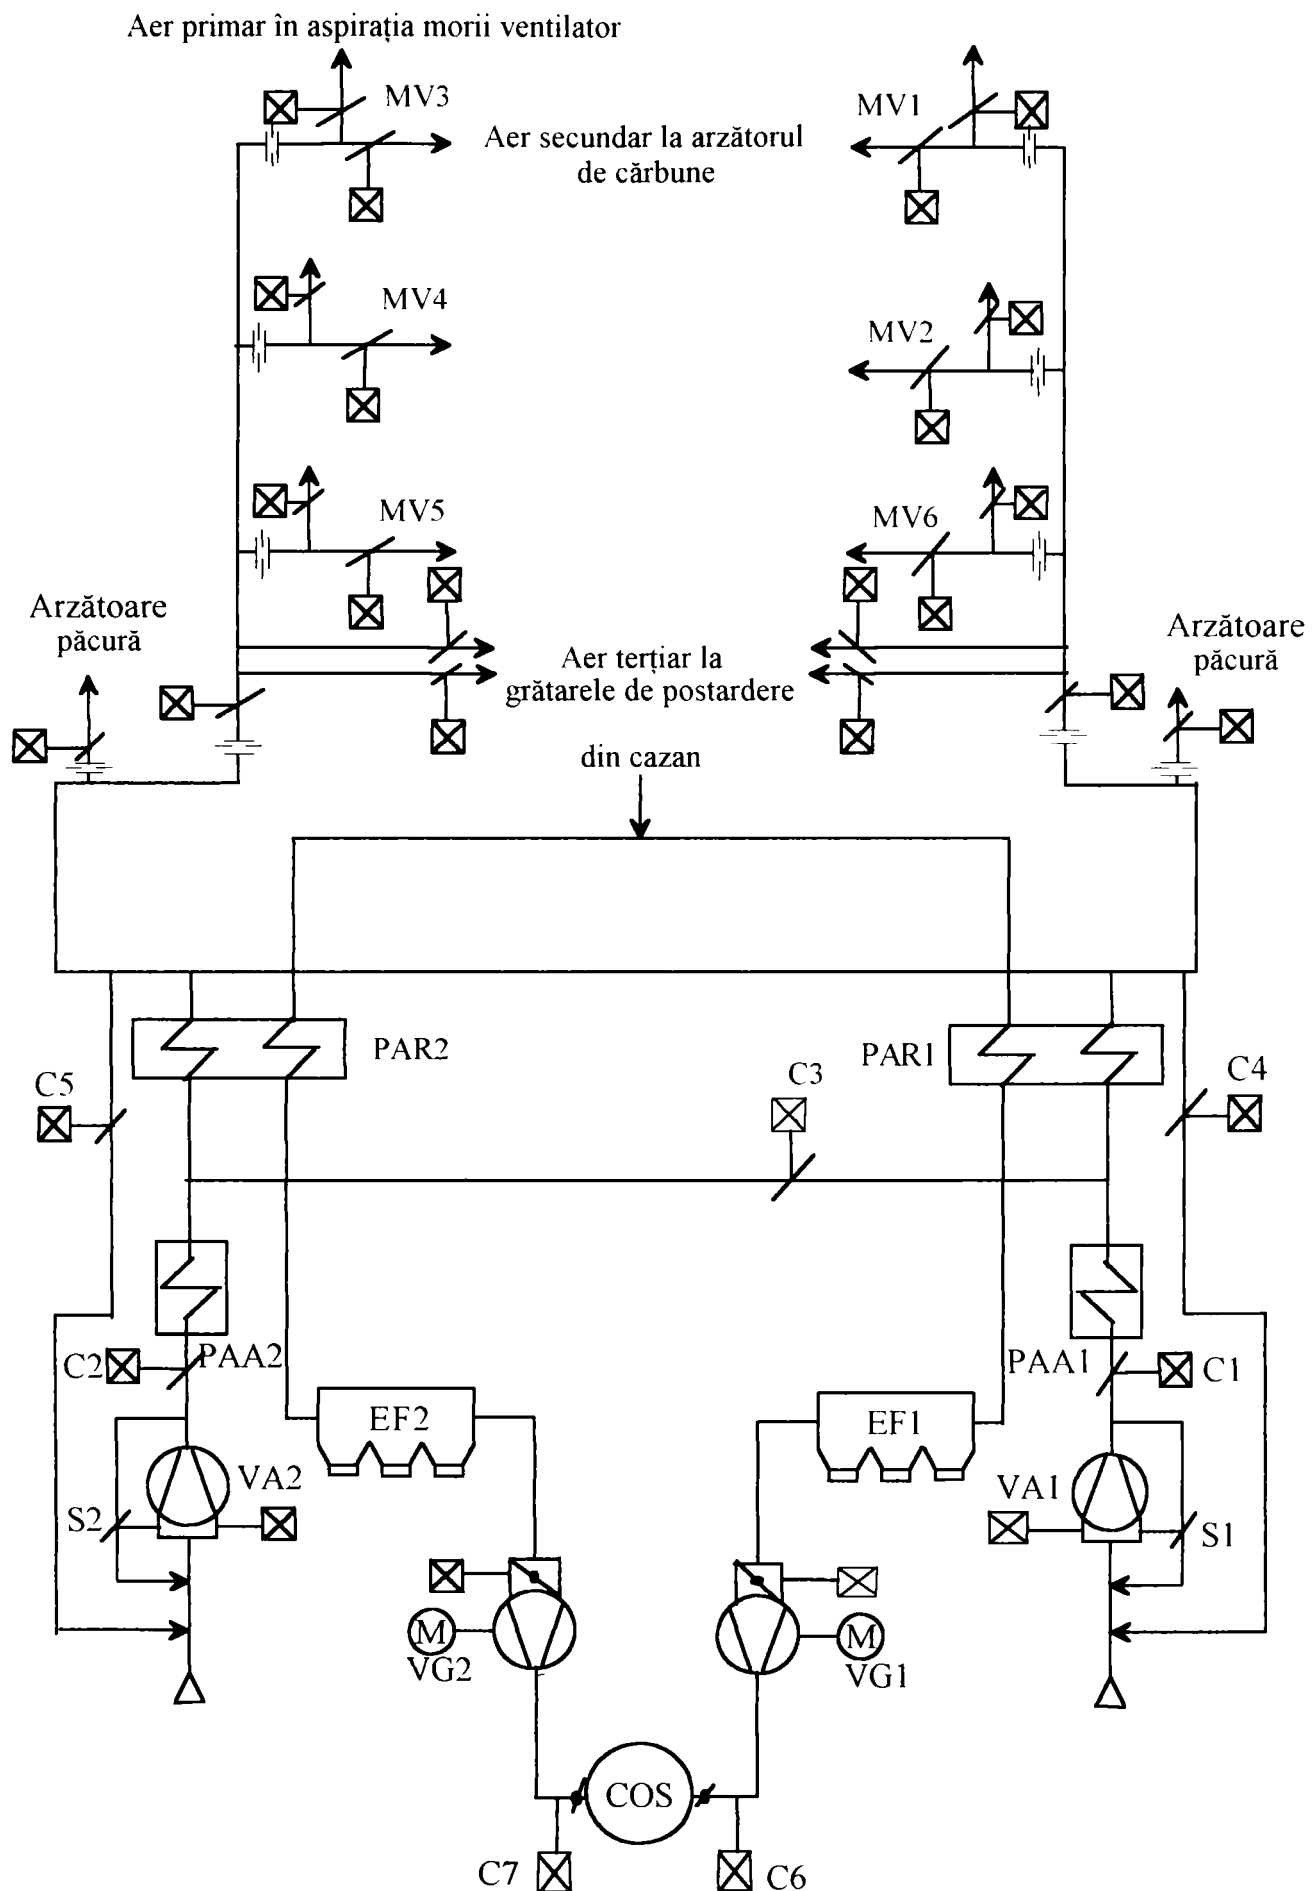 Aer primar în aspirația morii ventilator
MV3
MV1
Aer secundar la arzătorul
de cărbune
MV4
MV2
MV5
MV6
Arzătoare
păcură
Arzătoare
păcură
Aer terțiar la
grătarele de postardere
din cazan
PAR2
PAR1
C3
C5
C4
C2
PAA2
PAA1
C1
EF2
EF1
VA2
VA1
S2
S1
M
VG2
M
VG1
COS
C7
C6